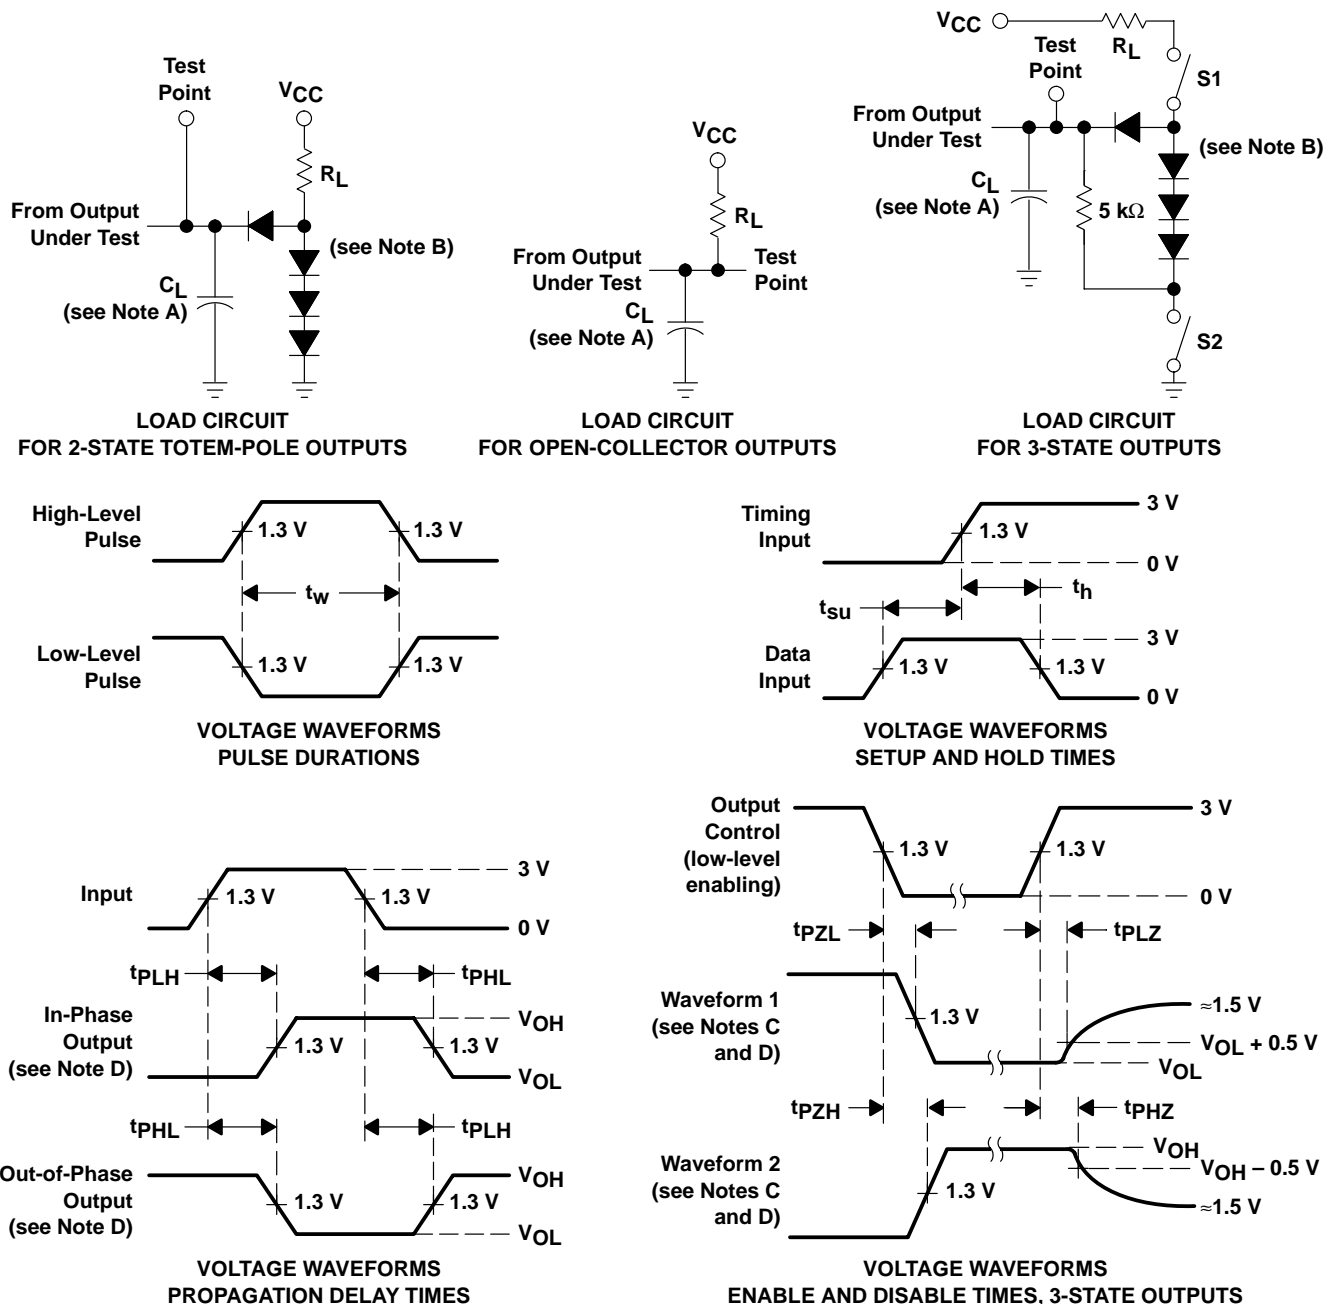 Test
Point
VCC
RL
From Output
Under Test
(see Note B)
CL
(see Note A)
LOAD CIRCUIT
FOR 2-STATE TOTEM-POLE OUTPUTS
VCC
RL
From Output
Under Test
Test
Point
CL
(see Note A)
LOAD CIRCUIT
FOR OPEN-COLLECTOR OUTPUTS
VCC
RL
Test
Point
S1
From Output
Under Test
(see Note B)
CL
(see Note A)
5 kΩ
S2
LOAD CIRCUIT
FOR 3-STATE OUTPUTS
High-Level
Pulse
1.3 V
1.3 V
tw
Low-Level
Pulse
1.3 V
1.3 V
VOLTAGE WAVEFORMS
PULSE DURATIONS
Timing
Input
1.3 V
3 V
0 V
th
tsu
Data
Input
1.3 V
1.3 V
3 V
0 V
VOLTAGE WAVEFORMS
SETUP AND HOLD TIMES
Input
1.3 V
1.3 V
3 V
0 V
tPLH
tPHL
In-Phase
Output
(see Note D)
1.3 V
1.3 V
VOH
VOL
tPHL
tPLH
Out-of-Phase
Output
(see Note D)
1.3 V
1.3 V
VOH
VOL
VOLTAGE WAVEFORMS
PROPAGATION DELAY TIMES
Output
Control
(low-level
enabling)
1.3 V
1.3 V
3 V
0 V
tPZL
tPLZ
Waveform 1
(see Notes C
and D)
1.3 V
≈1.5 V
VOL + 0.5 V
VOL
tPZH
tPHZ
Waveform 2
(see Notes C
and D)
1.3 V
VOH
VOH – 0.5 V
≈1.5 V
VOLTAGE WAVEFORMS
ENABLE AND DISABLE TIMES, 3-STATE OUTPUTS